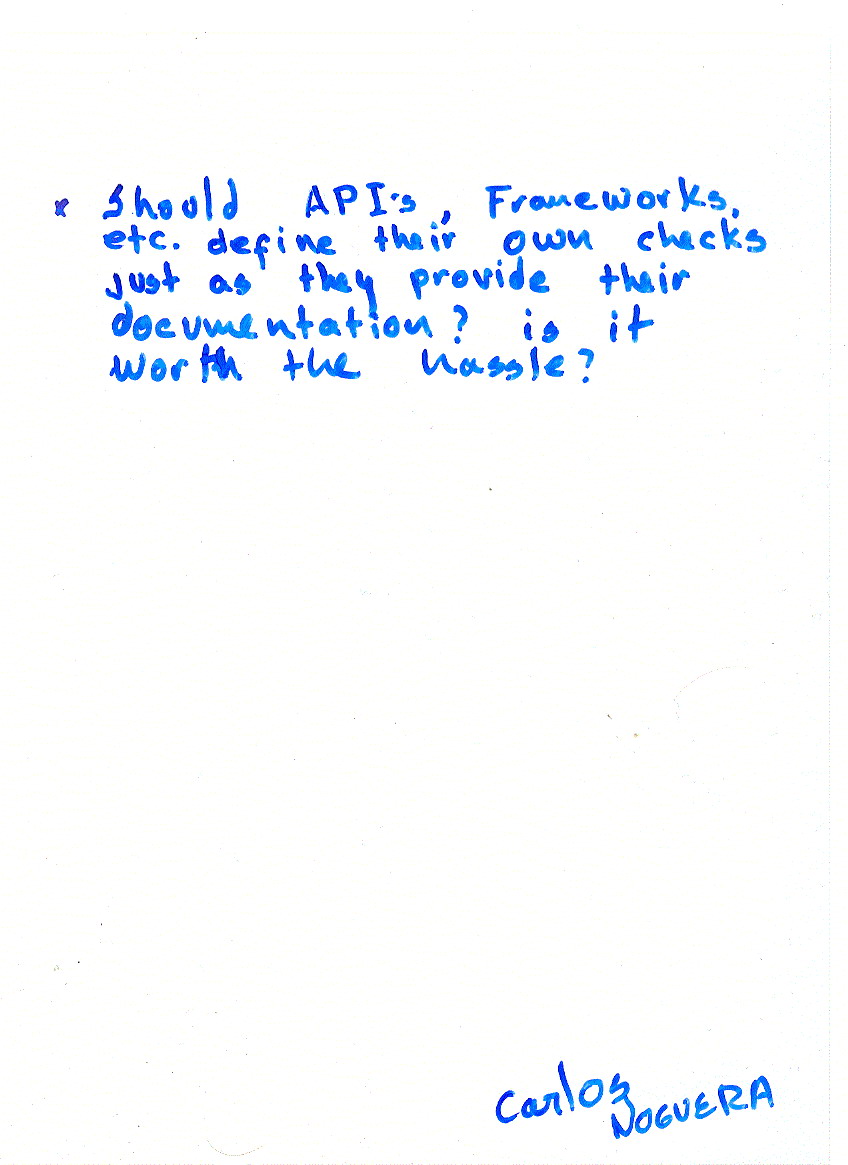 * Should API's, Frameworks,
etc. define their own checks
just as they provide their
documentation? is it
worth the hassle?
Carlos
NOGUERA